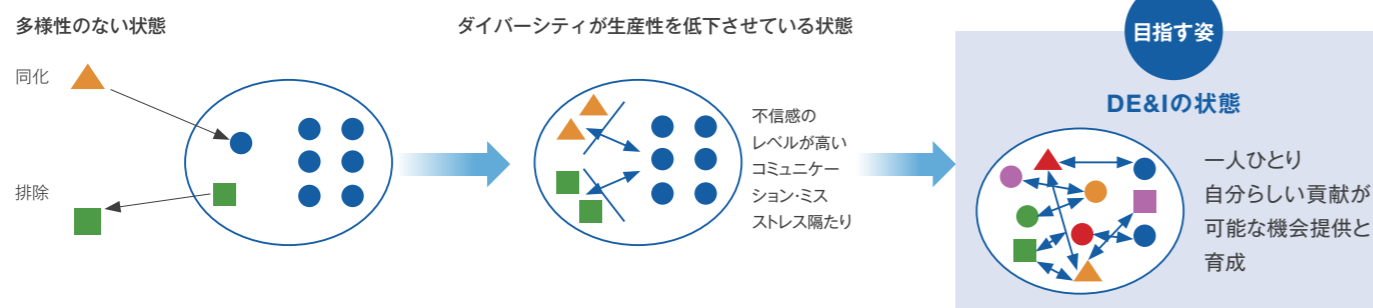 多様性のない状態
同化
排除
ダイバーシティが生産性を低下させている状態
不信感の
レベルが高い
コミュニケー
ション・ミス
ストレス隔たり
目指す姿
DE&Iの状態
一人ひとり
自分らしい貢献が
可能な機会提供と
育成